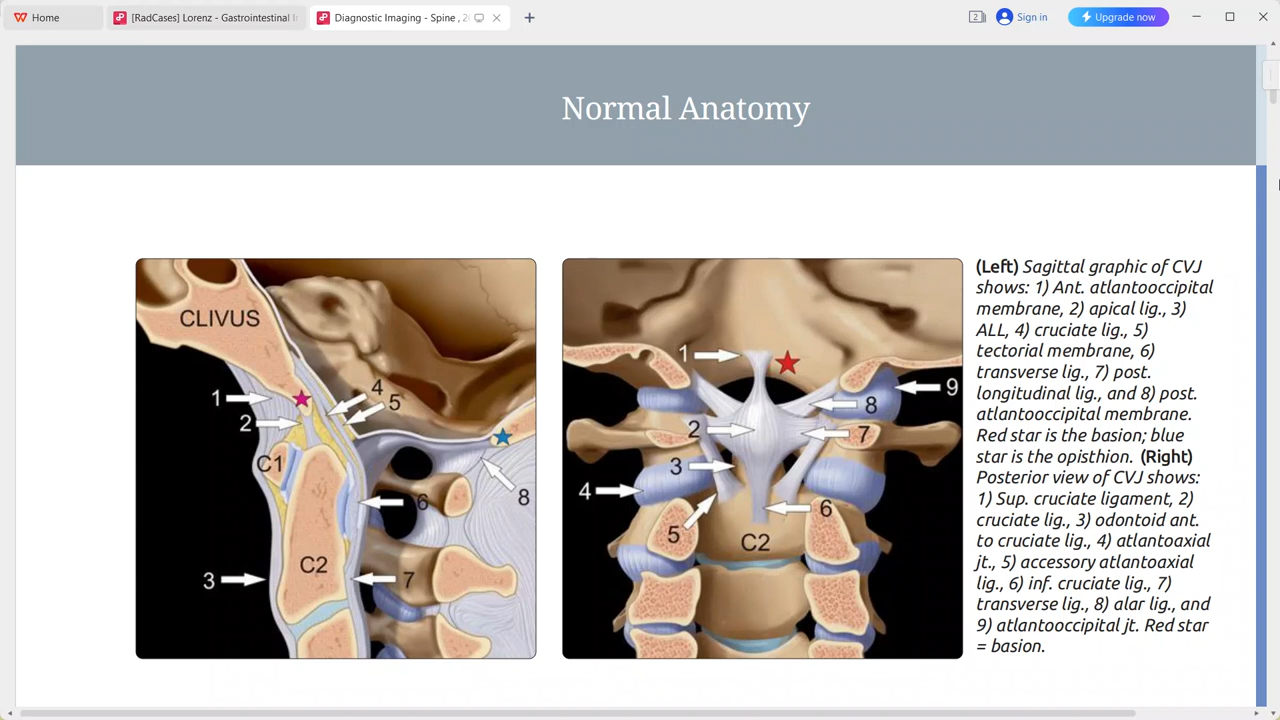 Home
[RadCases] Lorenz - Gastrointestinal I
Diagnostic Imaging - Spine , 2
2
Sign in
Upgrade now
Normal Anatomy
CLIVUS
1
2
C1
3
C2
4
5
6
7
8
1
2
3
4
5
C2
6
7
8
9
(Left) Sagittal graphic of CVJ
shows: 1) Ant. atlantooccipital
membrane, 2) apical lig., 3)
ALL, 4) cruciate lig., 5)
tectorial membrane, 6)
transverse lig., 7) post.
longitudinal lig., and 8) post.
atlantooccipital membrane.
Red star is the basion; blue
star is the opisthion. (Right)
Posterior view of CVJ shows:
1) Sup. cruciate ligament, 2)
cruciate lig., 3) odontoid ant.
to cruciate lig., 4) atlantoaxial
jt., 5) accessory atlantoaxial
lig., 6) inf. cruciate lig., 7)
transverse lig., 8) alar lig., and
9) atlantooccipital jt. Red star
= basion.